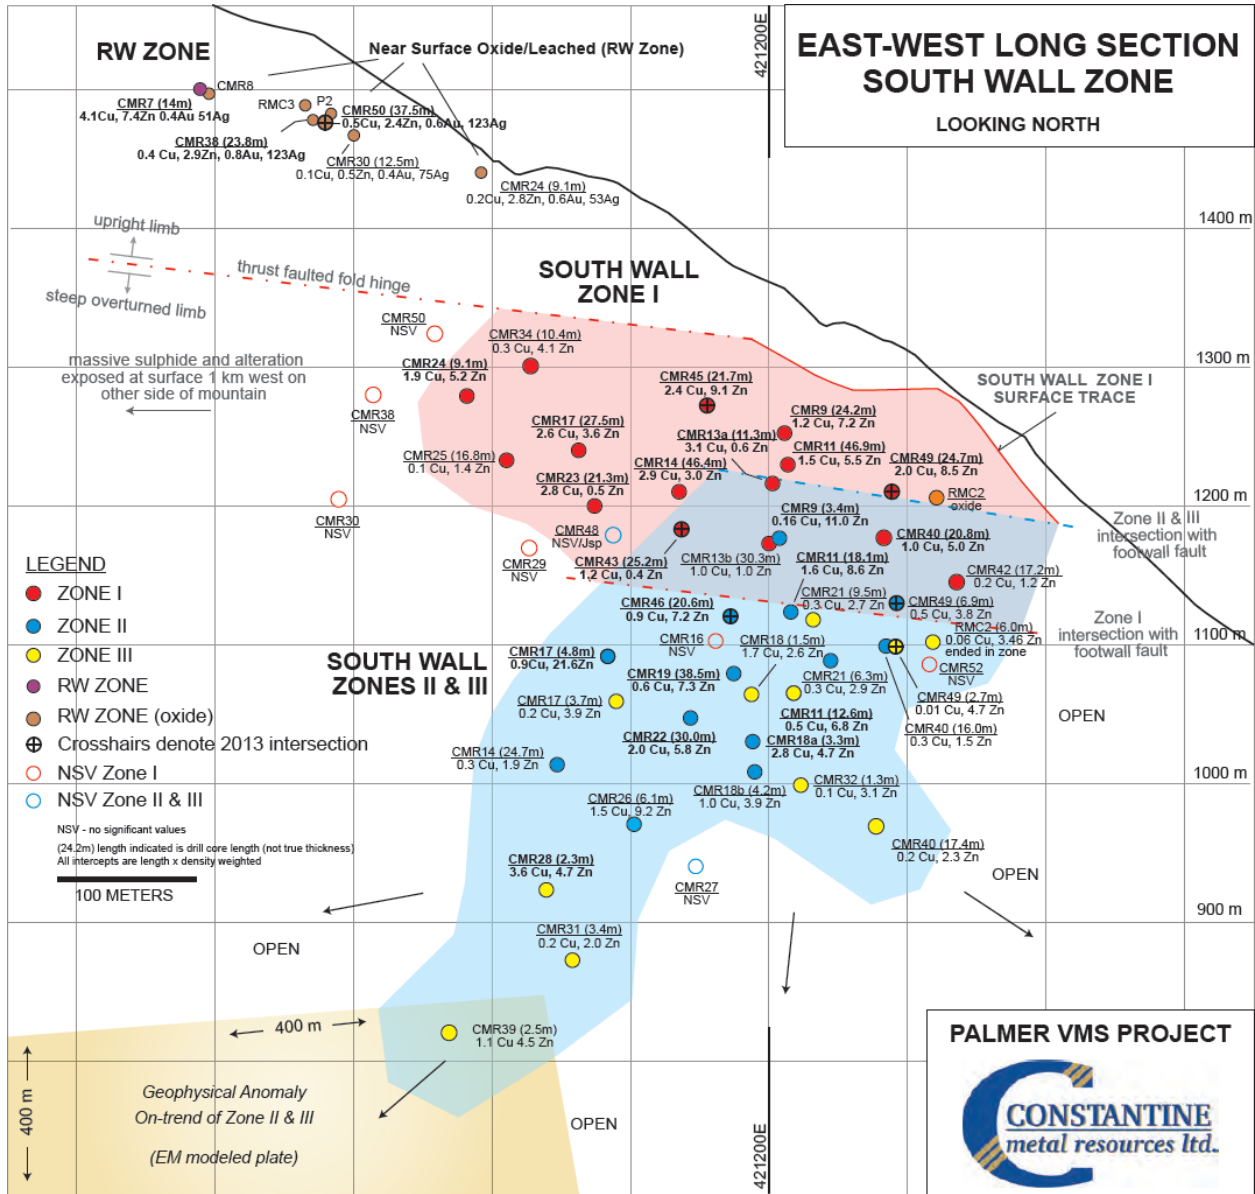 EAST-WEST LONG SECTION
SOUTH WALL ZONE
LOOKING NORTH
421200E
RW ZONE
Near Surface Oxide/Leached (RW Zone)
CMR8
CMR7 (14m)
4.1Cu, 7.4Zn 0.4Au 51Ag
RMC3
P2
CMR50 (37.5m)
0.5Cu, 2.4Zn, 0.6Au, 123Ag
CMR38 (23.8m)
0.4 Cu, 2.9Zn, 0.8Au, 123Ag
CMR30 (12.5m)
0.1Cu, 0.5Zn, 0.4Au, 75Ag
CMR24 (9.1m)
0.2Cu, 2.8Zn, 0.6Au, 53Ag
1400 m
upright limb
thrust faulted fold hinge
steep overturned limb
SOUTH WALL
ZONE I
CMR50
NSV
CMR34 (10.4m)
0.3 Cu, 4.1 Zn
1300 m
massive sulphide and alteration
exposed at surface 1 km west on
other side of mountain
CMR24 (9.1m)
1.9 Cu, 5.2 Zn
CMR45 (21.7m)
2.4 Cu, 9.1 Zn
SOUTH WALL ZONE I
SURFACE TRACE
CMR38
NSV
CMR17 (27.5m)
2.6 Cu, 3.6 Zn
CMR9 (24.2m)
1.2 Cu, 7.2 Zn
CMR13a (11.3m)
3.1 Cu, 0.6 Zn
CMR11 (46.9m)
1.5 Cu, 5.5 Zn
CMR25 (16.8m)
0.1 Cu, 1.4 Zn
CMR14 (46.4m)
2.9 Cu, 3.0 Zn
CMR49 (24.7m)
2.0 Cu, 8.5 Zn
CMR23 (21.3m)
2.8 Cu, 0.5 Zn
RMC2
oxide
1200 m
CMR30
NSV
CMR48
NSV/Jsp
CMR9 (3.4m)
0.16 Cu, 11.0 Zn
Zone II & III
intersection with
footwall fault
CMR29
NSV
CMR43 (25.2m)
1.2 Cu, 0.4 Zn
CMR13b (30.3m)
1.0 Cu, 1.0 Zn
CMR11 (18.1m)
1.6 Cu, 8.6 Zn
CMR40 (20.8m)
1.0 Cu, 5.0 Zn
CMR42 (17.2m)
0.2 Cu, 1.2 Zn
LEGEND
ZONE I
ZONE II
ZONE III
RW ZONE
RW ZONE (oxide)
Crosshairs denote 2013 intersection
NSV Zone I
NSV Zone II & III
NSV - no significant values
(24.2m) length indicated is drill core length (not true thickness)
All intercepts are length x density weighted
100 METERS
CMR46 (20.6m)
0.9 Cu, 7.2 Zn
CMR21 (9.5m)
0.3 Cu, 2.7 Zn
CMR49 (6.9m)
0.5 Cu, 3.8 Zn
RMC2 (6.0m)
0.06 Cu, 3.46 Zn
ended in zone
Zone I
intersection with
footwall fault
1100 m
CMR16
NSV
CMR18 (1.5m)
1.7 Cu, 2.6 Zn
CMR52
NSV
SOUTH WALL
ZONES II & III
CMR17 (4.8m)
0.9Cu, 21.6Zn
CMR19 (38.5m)
0.6 Cu, 7.3 Zn
CMR21 (6.3m)
0.3 Cu, 2.9 Zn
CMR49 (2.7m)
0.01 Cu, 4.7 Zn
CMR17 (3.7m)
0.2 Cu, 3.9 Zn
CMR11 (12.6m)
0.5 Cu, 6.8 Zn
OPEN
CMR22 (30.0m)
2.0 Cu, 5.8 Zn
CMR40 (16.0m)
0.3 Cu, 1.5 Zn
CMR18a (3.3m)
2.8 Cu, 4.7 Zn
CMR14 (24.7m)
0.3 Cu, 1.9 Zn
1000 m
CMR32 (1.3m)
0.1 Cu, 3.1 Zn
CMR18b (4.2m)
1.0 Cu, 3.9 Zn
CMR26 (6.1m)
1.5 Cu, 9.2 Zn
CMR40 (17.4m)
0.2 Cu, 2.3 Zn
CMR28 (2.3m)
3.6 Cu, 4.7 Zn
CMR27
NSV
OPEN
900 m
CMR31 (3.4m)
0.2 Cu, 2.0 Zn
OPEN
400 m
CMR39 (2.5m)
1.1 Cu 4.5 Zn
400 m
Geophysical Anomaly
On-trend of Zone II & III
(EM modeled plate)
OPEN
421200E
PALMER VMS PROJECT
CONSTANTINE
metal resources ltd.